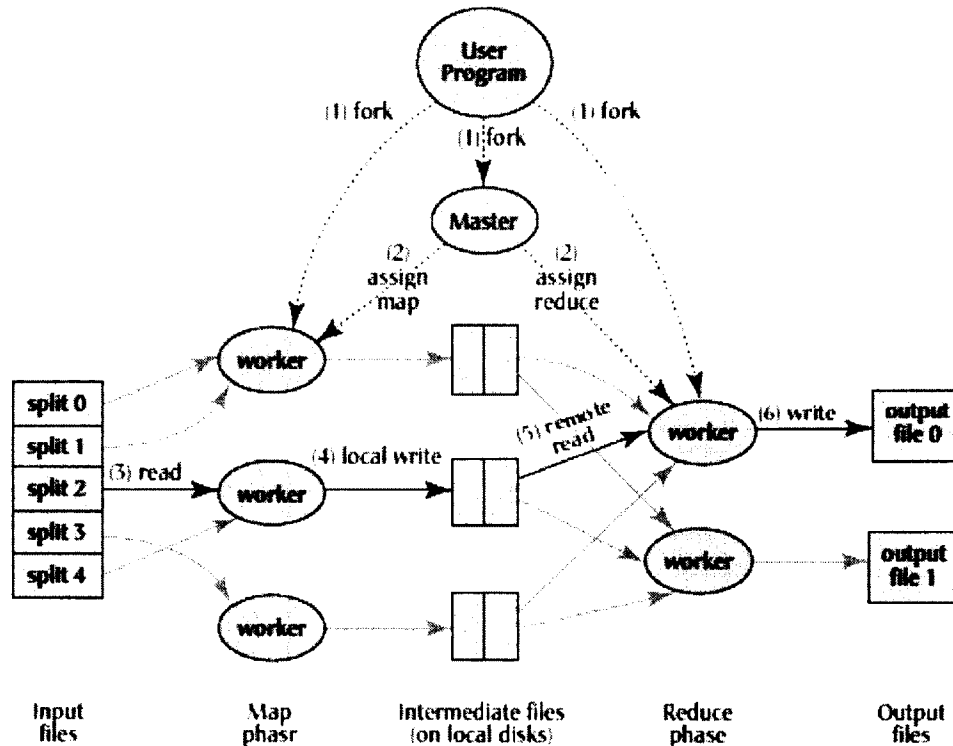 User
Program
(1) fork
(1) fork
(1) fork
Master
(2)
assign
map
(2)
assign
reduce
worker
split 0
split 1
split 2
split 3
split 4
(3) read
worker
(4) local write
(5) remote
read
worker
(6) write
output
file 0
worker
output
file 1
worker
Input
files
Map
phasr
Intermediate files
(on local disks)
Reduce
phase
Output
files